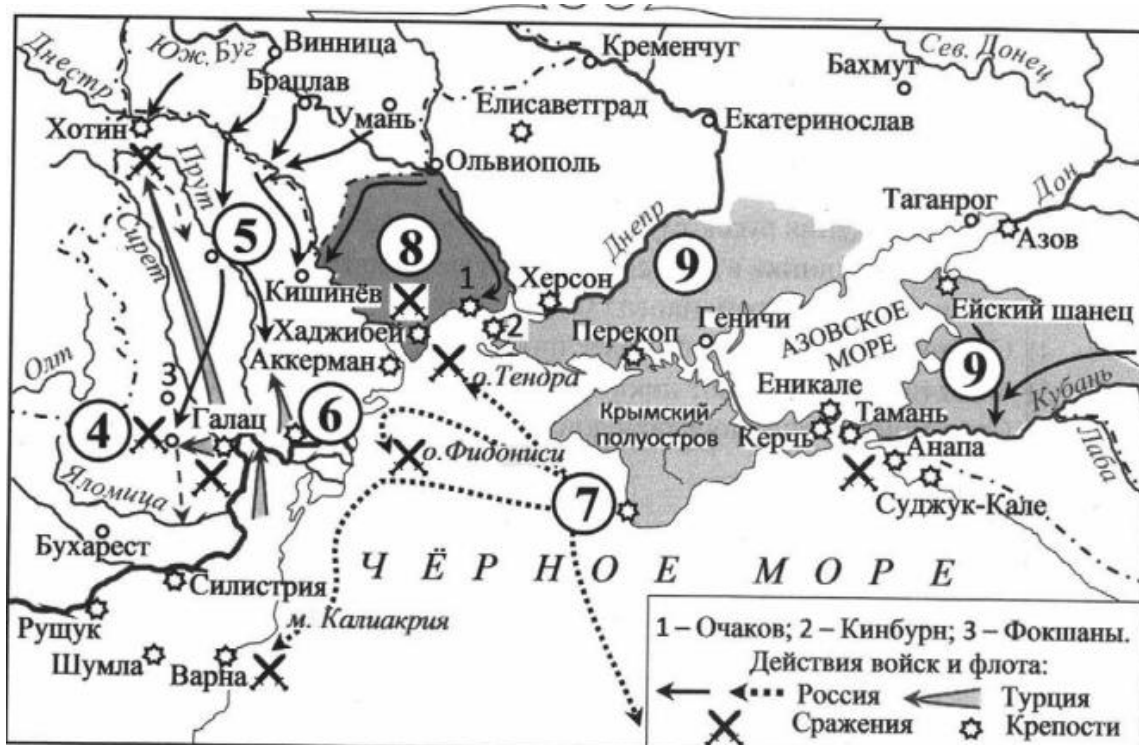 Днестр
Юж. Буг
Винница
Кременчуг
Сев. Донец
Бахмут
Брацлав
Хотин
Умань
Елисаветград
Екатеринослав
Ольвиополь
Прут
Сирет
5
8
Днепр
9
Таганрог
Дон
Азов
1
Херсон
Кишинёв
2
Хаджибей
Перекоп
Геничи
АЗОВСКОЕ
МОРЕ
Ейский шанец
9
Аккерман
о. Тендра
Олт
3
4
Галац
6
Крымский
полуостров
Еникале
Тамань
Кубань
Керчь
Анапа
Лаба
Яломица
о. Фидониси
7
Суджук-Кале
Бухарест
Силистрия
ЧЁРНОЕ МОРЕ
Рущук
м. Калиакрия
Шумла
Варна
1 – Очаков; 2 – Кинбурн; 3 – Фокшаны.
Действия войск и флота:
Россия
Турция
Сражения
Крепости